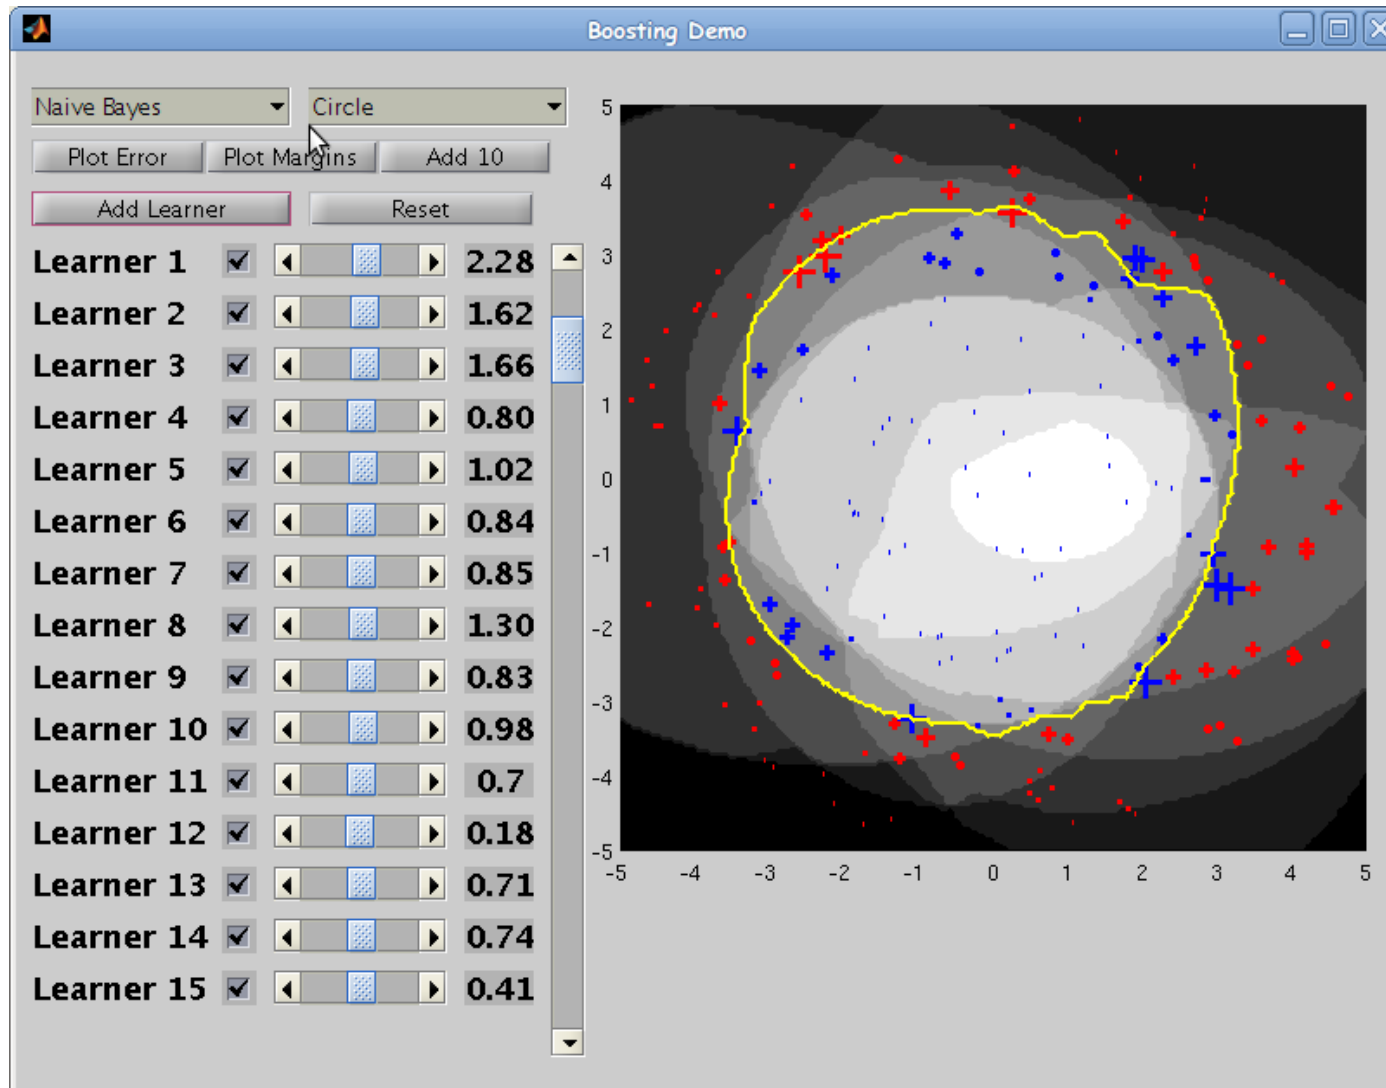 Boosting Demo
Naive Bayes Circle
Plot Error Plot Margins Add 10
Add Learner Reset
Learner 1 2.28
Learner 2 1.62
Learner 3 1.66
Learner 4 0.80
Learner 5 1.02
Learner 6 0.84
Learner 7 0.85
Learner 8 1.30
Learner 9 0.83
Learner 10 0.98
Learner 11 0.7
Learner 12 0.18
Learner 13 0.71
Learner 14 0.74
Learner 15 0.41
5
4
3
2
1
0
-1
-2
-3
-4
-5
-5 -4 -3 -2 -1 0 1 2 3 4 5